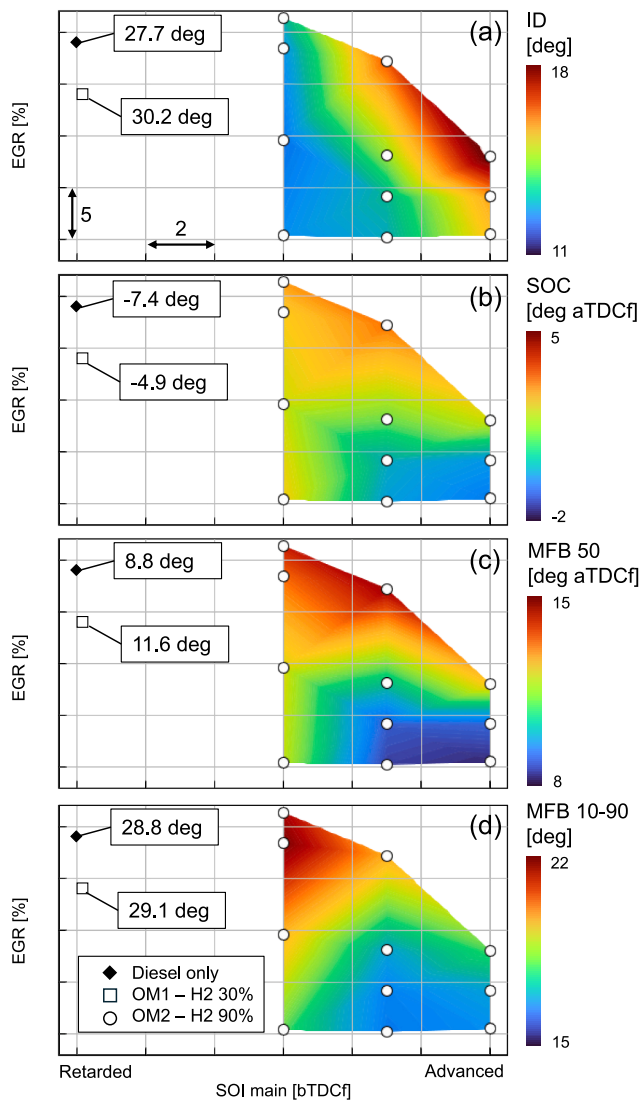 27.7 deg
(a)
ID
[deg]
18
30.2 deg
EGR [%]
5
2
11
-7.4 deg
(b)
SOC
[deg aTDCf]
5
-4.9 deg
EGR [%]
-2
8.8 deg
(c)
MFB 50
[deg aTDCf]
15
11.6 deg
EGR [%]
8
28.8 deg
(d)
MFB 10-90
[deg]
22
29.1 deg
EGR [%]
Diesel only
OM1 – H2 30%
OM2 – H2 90%
15
Retarded
Advanced
SOI main [bTDCf]